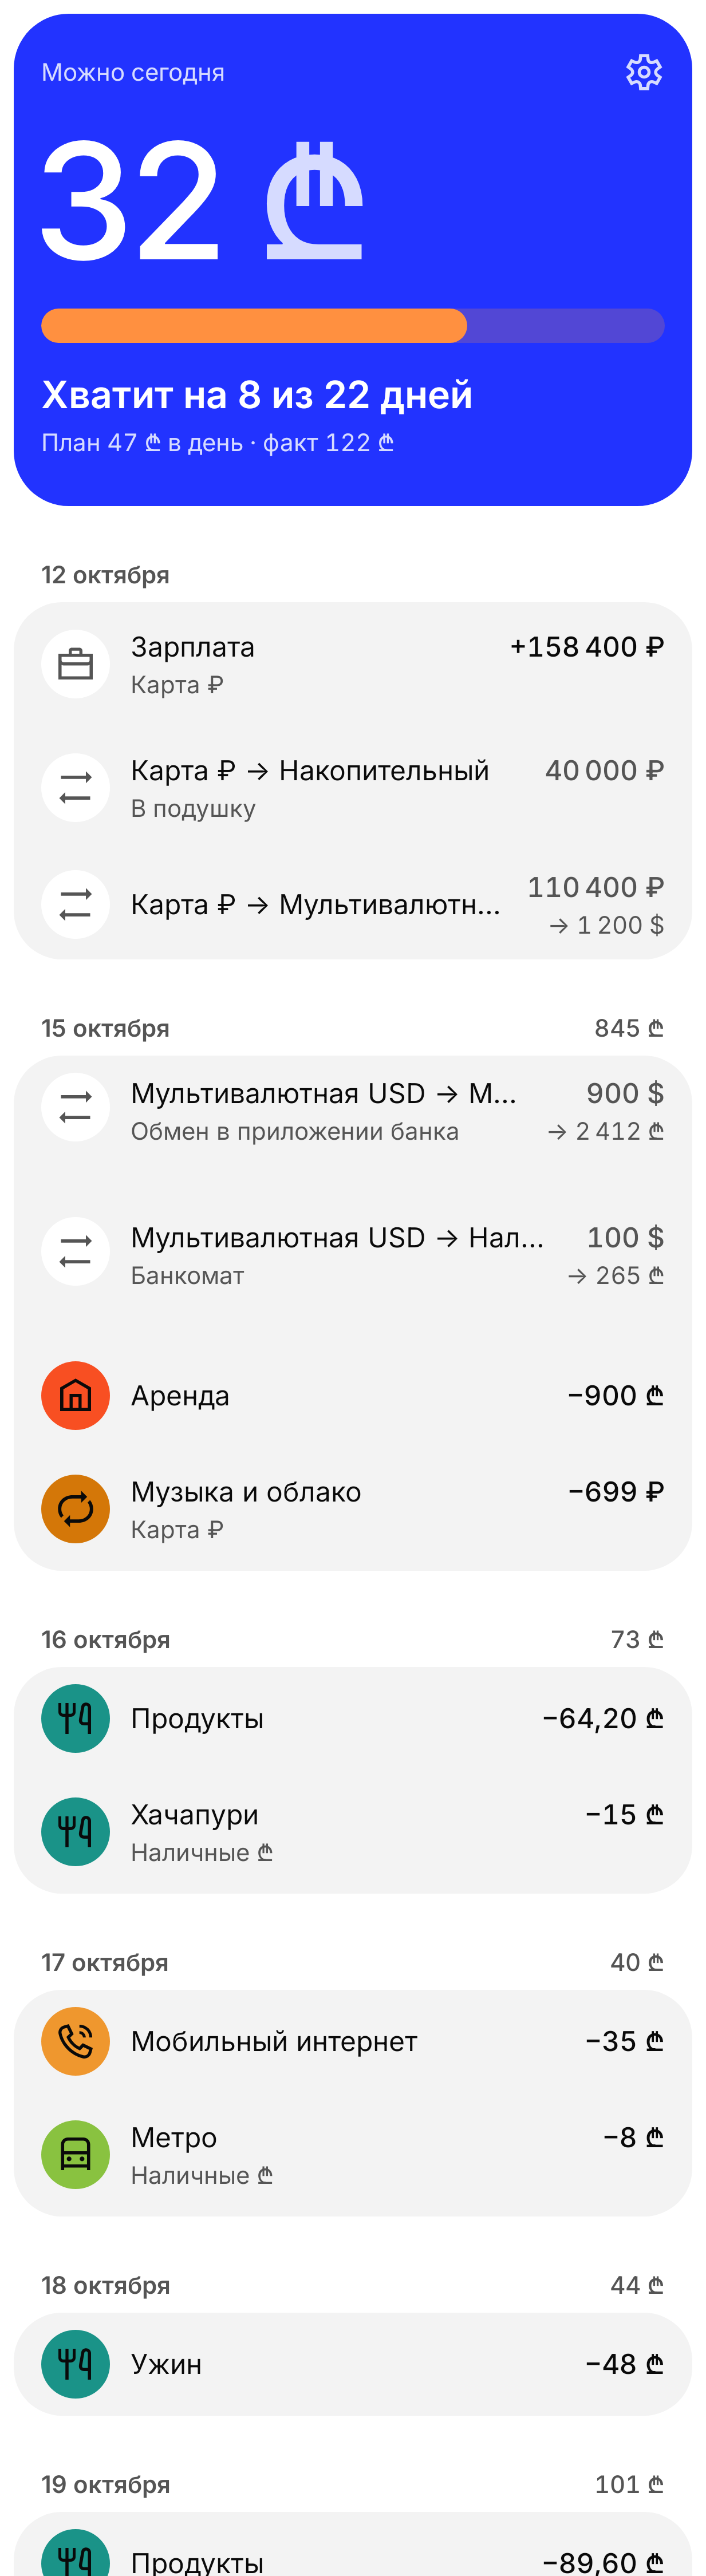 Можно сегодня
32 ₾
Хватит на 8 из 22 дней
План 47 ₾ в день · факт 122 ₾
12 октября
Зарплата
+158 400 ₽
Карта ₽
Карта ₽ → Накопительный
40 000 ₽
В подушку
Карта ₽ → Мультивалютн...
110 400 ₽
→ 1 200 $
15 октября
845 ₾
Мультивалютная USD → М...
900 $
Обмен в приложении банка
→ 2 412 ₾
Мультивалютная USD → Нал...
100 $
Банкомат
→ 265 ₾
Аренда
−900 ₾
Музыка и облако
−699 ₽
Карта ₽
16 октября
73 ₾
Продукты
−64,20 ₾
Хачапури
−15 ₾
Наличные ₾
17 октября
40 ₾
Мобильный интернет
−35 ₾
Метро
−8 ₾
Наличные ₾
18 октября
44 ₾
Ужин
−48 ₾
19 октября
101 ₾
Продукты
−89,60 ₾